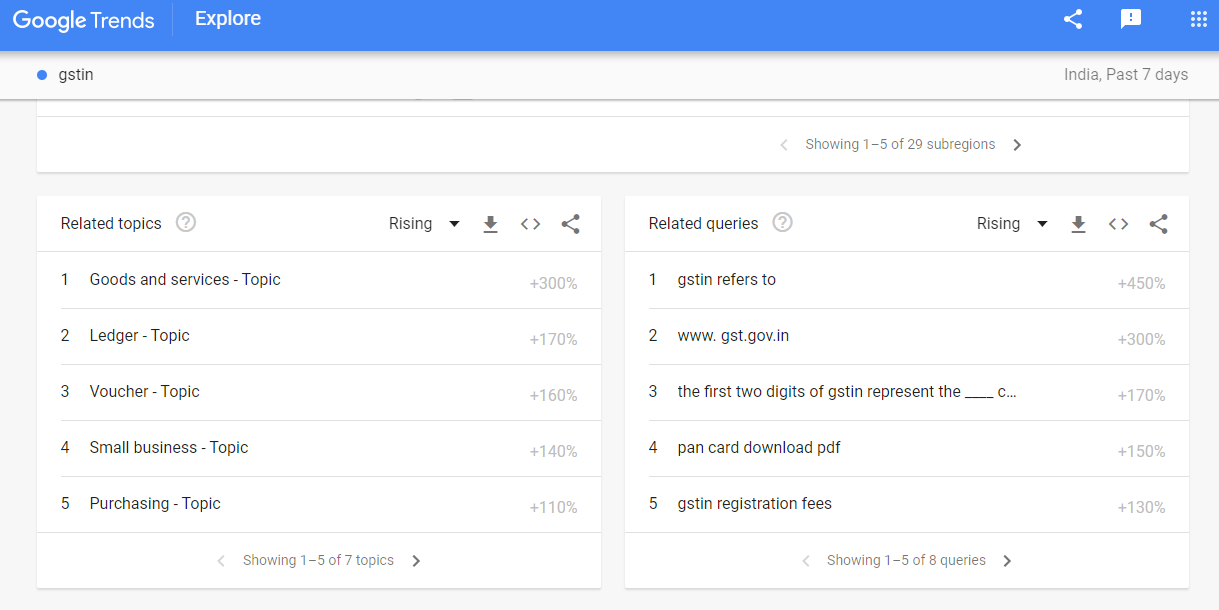 Google Trends Explore
gstin India, Past 7 days
Showing 1–5 of 29 subregions
Related topics Rising
1 Goods and services - Topic +300%
2 Ledger - Topic +170%
3 Voucher - Topic +160%
4 Small business - Topic +140%
5 Purchasing - Topic +110%
Showing 1–5 of 7 topics
Related queries Rising
1 gstin refers to +450%
2 www. gst.gov.in +300%
3 the first two digits of gstin represent the ____ c... +170%
4 pan card download pdf +150%
5 gstin registration fees +130%
Showing 1–5 of 8 queries